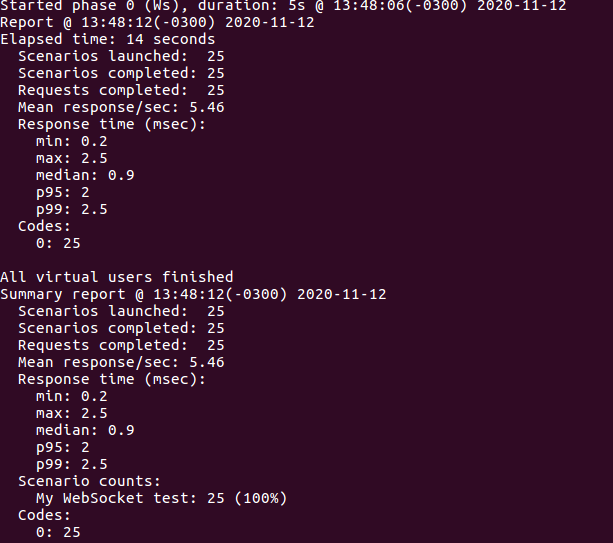 Started phase 0 (Ws), duration: 5s @ 13:48:06(-0300) 2020-11-12
Report @ 13:48:12(-0300) 2020-11-12
Elapsed time: 14 seconds
  Scenarios launched:  25
  Scenarios completed: 25
  Requests completed:  25
  Mean response/sec: 5.46
  Response time (msec):
    min: 0.2
    max: 2.5
    median: 0.9
    p95: 2
    p99: 2.5
  Codes:
    0: 25

All virtual users finished
Summary report @ 13:48:12(-0300) 2020-11-12
  Scenarios launched:  25
  Scenarios completed: 25
  Requests completed:  25
  Mean response/sec: 5.46
  Response time (msec):
    min: 0.2
    max: 2.5
    median: 0.9
    p95: 2
    p99: 2.5
  Scenario counts:
    My WebSocket test: 25 (100%)
  Codes:
    0: 25